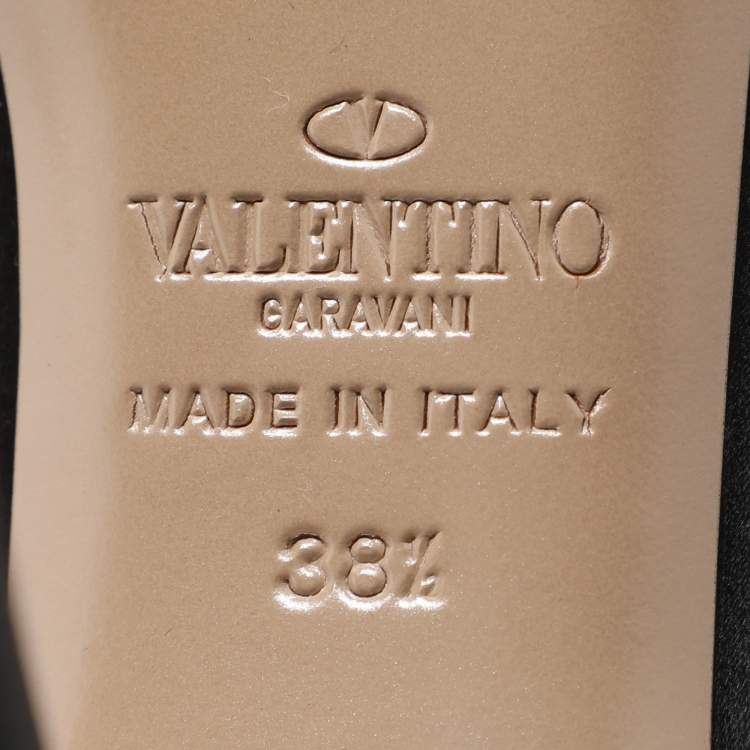 V
VALENTINO
GARAVANI
MADE IN ITALY
38½